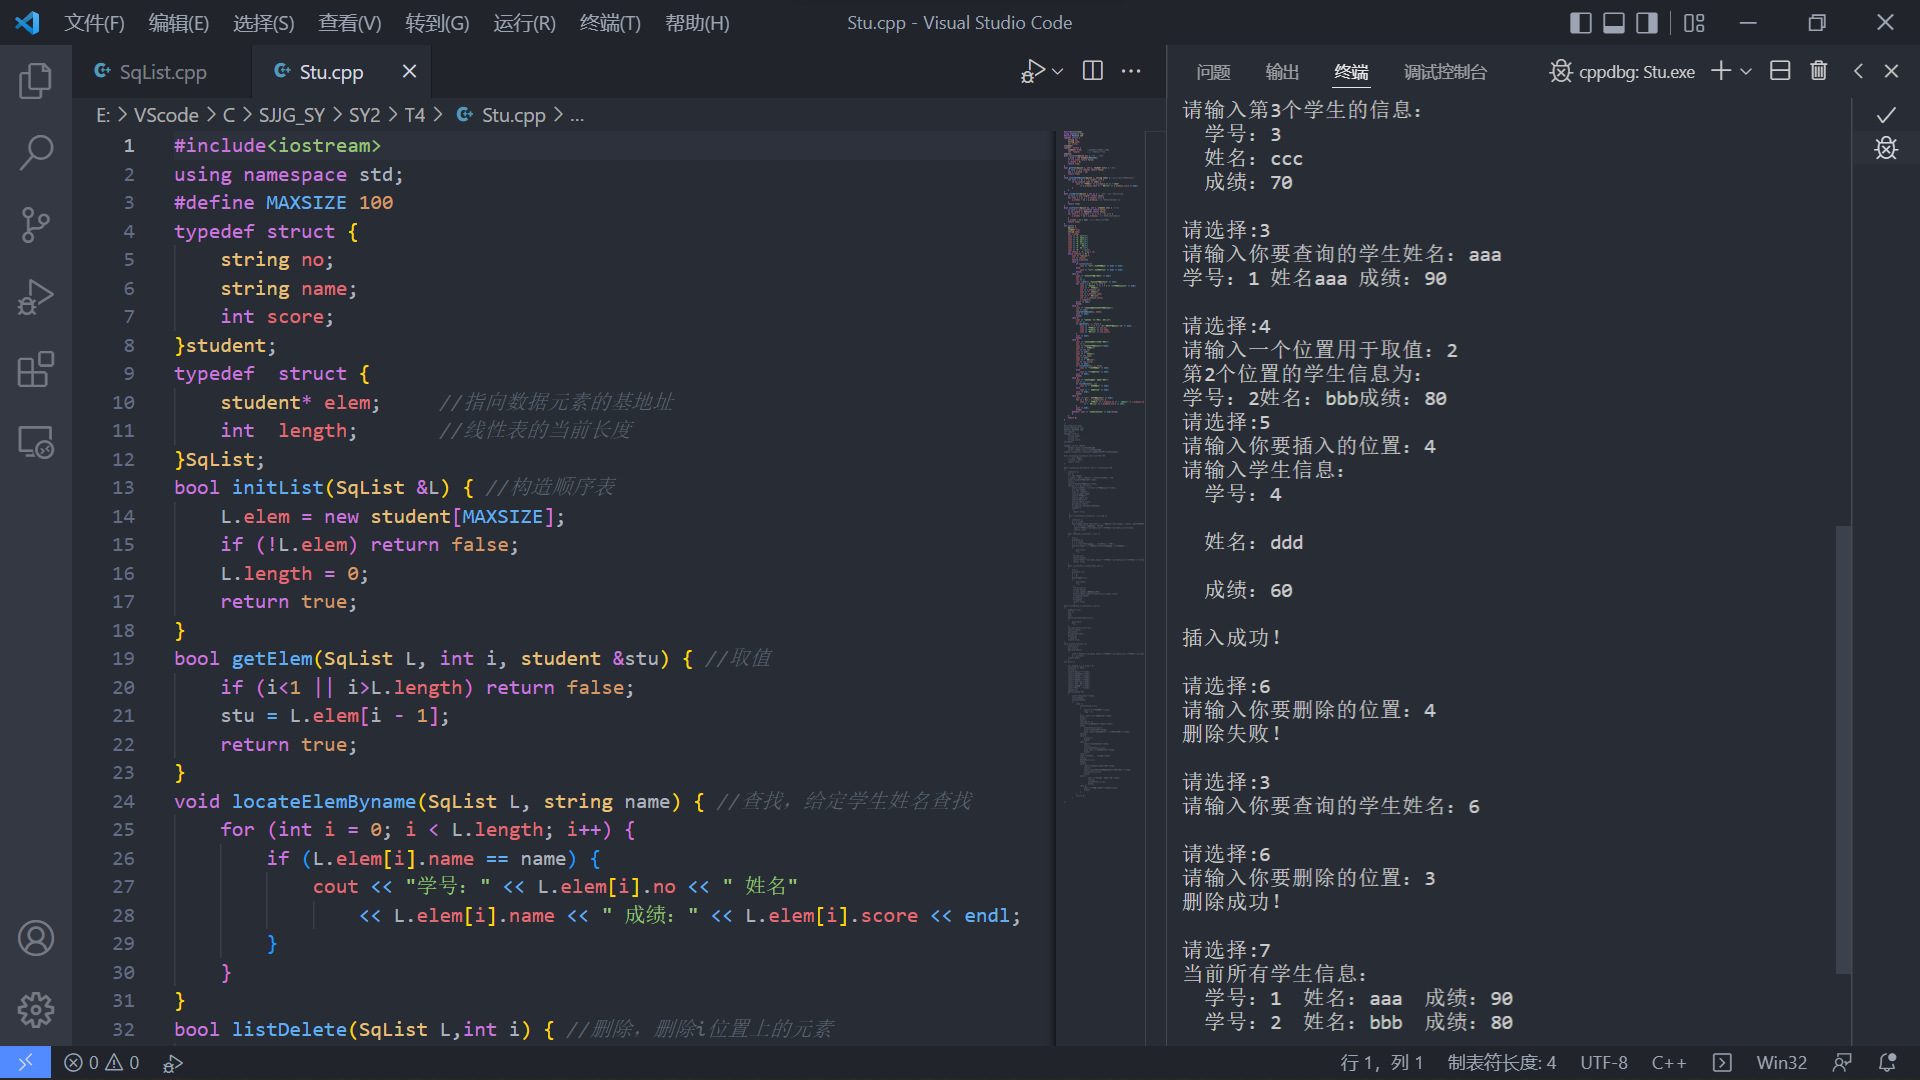 文件(F) 编辑(E) 选择(S) 查看(V) 转到(G) 运行(R) 终端(T) 帮助(H) Stu.cpp - Visual Studio Code
SqList.cpp Stu.cpp
E: > VScode > C > SJJG_SY > SY2 > T4 > Stu.cpp > ...
1 #include<iostream>
2 using namespace std;
3 #define MAXSIZE 100
4 typedef struct {
5 string no;
6 string name;
7 int score;
8 }student;
9 typedef  struct {
10 student* elem;     //指向数据元素的基地址
11 int  length;       //线性表的当前长度
12 }SqList;
13 bool initList(SqList &L) { //构造顺序表
14 L.elem = new student[MAXSIZE];
15 if (!L.elem) return false;
16 L.length = 0;
17 return true;
18 }
19 bool getElem(SqList L, int i, student &stu) { //取值
20 if (i<1 || i>L.length) return false;
21 stu = L.elem[i - 1];
22 return true;
23 }
24 void locateElemByname(SqList L, string name) { //查找，给定学生姓名查找
25 for (int i = 0; i < L.length; i++) {
26 if (L.elem[i].name == name) {
27 cout << "学号：" << L.elem[i].no << " 姓名"
28 << L.elem[i].name << " 成绩：" << L.elem[i].score << endl;
29 }
30 }
31 }
32 bool listDelete(SqList L,int i) { //删除，删除i位置上的元素
问题 输出 终端 调试控制台 cppdbg: Stu.exe
请输入第3个学生的信息：
学号：3
姓名：ccc
成绩：70
请选择:3
请输入你要查询的学生姓名：aaa
学号：1 姓名aaa 成绩：90
请选择:4
请输入一个位置用于取值：2
第2个位置的学生信息为：
学号：2姓名：bbb成绩：80
请选择:5
请输入你要插入的位置：4
请输入学生信息：
学号：4
姓名：ddd
成绩：60
插入成功！
请选择:6
请输入你要删除的位置：4
删除失败！
请选择:3
请输入你要查询的学生姓名：6
请选择:6
请输入你要删除的位置：3
删除成功！
请选择:7
当前所有学生信息：
学号：1  姓名：aaa  成绩：90
学号：2  姓名：bbb  成绩：80
0 0 行 1，列 1 制表符长度: 4 UTF-8 C++ Win32